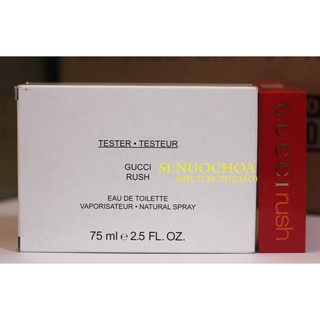 TESTER • TESTEUR
GUCCI
RUSH
SI.NUOCHOA
EAU DE TOILETTE
VAPORISATEUR • NATURAL SPRAY
75 ml e 2.5 FL. OZ.
GUCCI rush